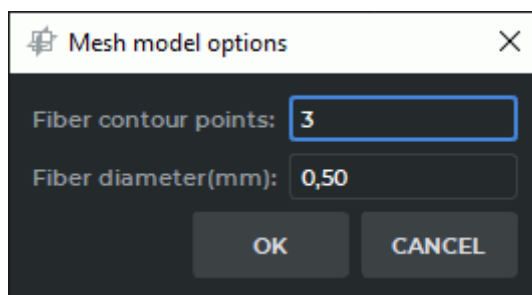 Mesh model options
Fiber contour points: 3
Fiber diameter(mm): 0,50
OK CANCEL